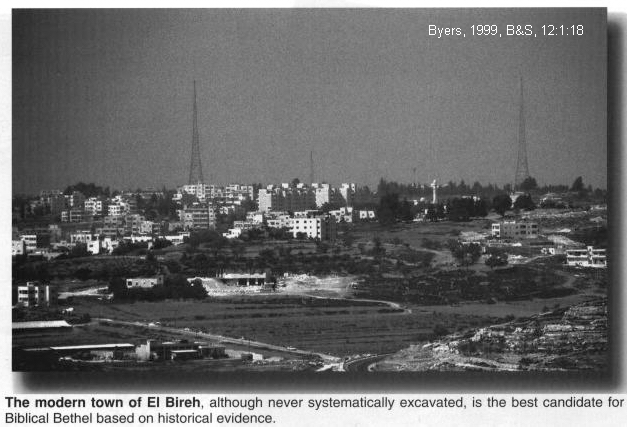 Byers, 1999, B&S, 12:1:18
The modern town of El Bireh, although never systematically excavated, is the best candidate for
Biblical Bethel based on historical evidence.